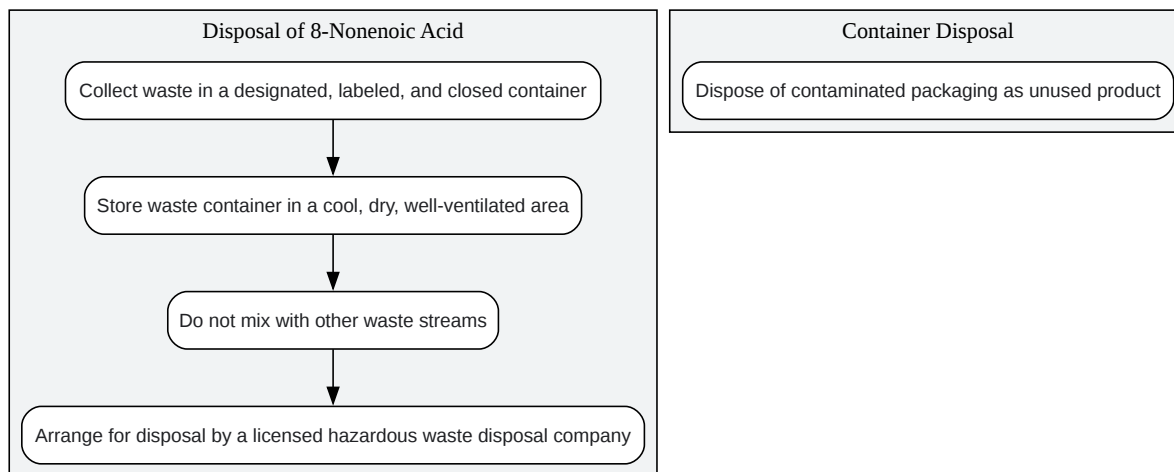 Disposal of 8-Nonenoic Acid
Collect waste in a designated, labeled, and closed container
Store waste container in a cool, dry, well-ventilated area
Do not mix with other waste streams
Arrange for disposal by a licensed hazardous waste disposal company
Container Disposal
Dispose of contaminated packaging as unused product